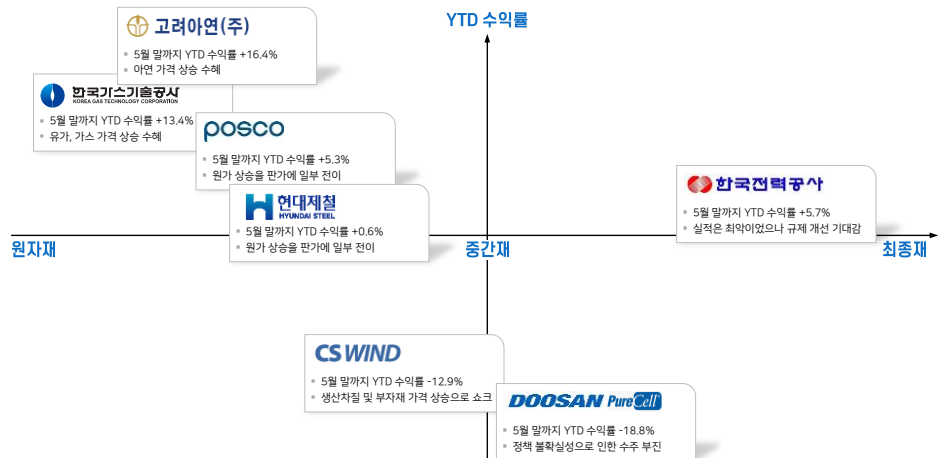 YTD 수익률
고려아연(주)
▪ 5월 말까지 YTD 수익률 +16.4%
▪ 아연 가격 상승 수혜
한국가스기술공사
KOREA GAS TECHNOLOGY CORPORATION
▪ 5월 말까지 YTD 수익률 +13.4%
▪ 유가, 가스 가격 상승 수혜
posco
▪ 5월 말까지 YTD 수익률 +5.3%
▪ 원가 상승을 판가에 일부 전이
현대제철
HYUNDAI STEEL
▪ 5월 말까지 YTD 수익률 +0.6%
▪ 원가 상승을 판가에 일부 전이
한국전력공사
▪ 5월 말까지 YTD 수익률 +5.7%
▪ 실적은 최악이었으나 규제 개선 기대감
원자재
중간재
최종재
CS WIND
▪ 5월 말까지 YTD 수익률 -12.9%
▪ 생산차질 및 부자재 가격 상승으로 쇼크
DOOSAN PureCell
▪ 5월 말까지 YTD 수익률 -18.8%
▪ 정책 불확실성으로 인한 수주 부진